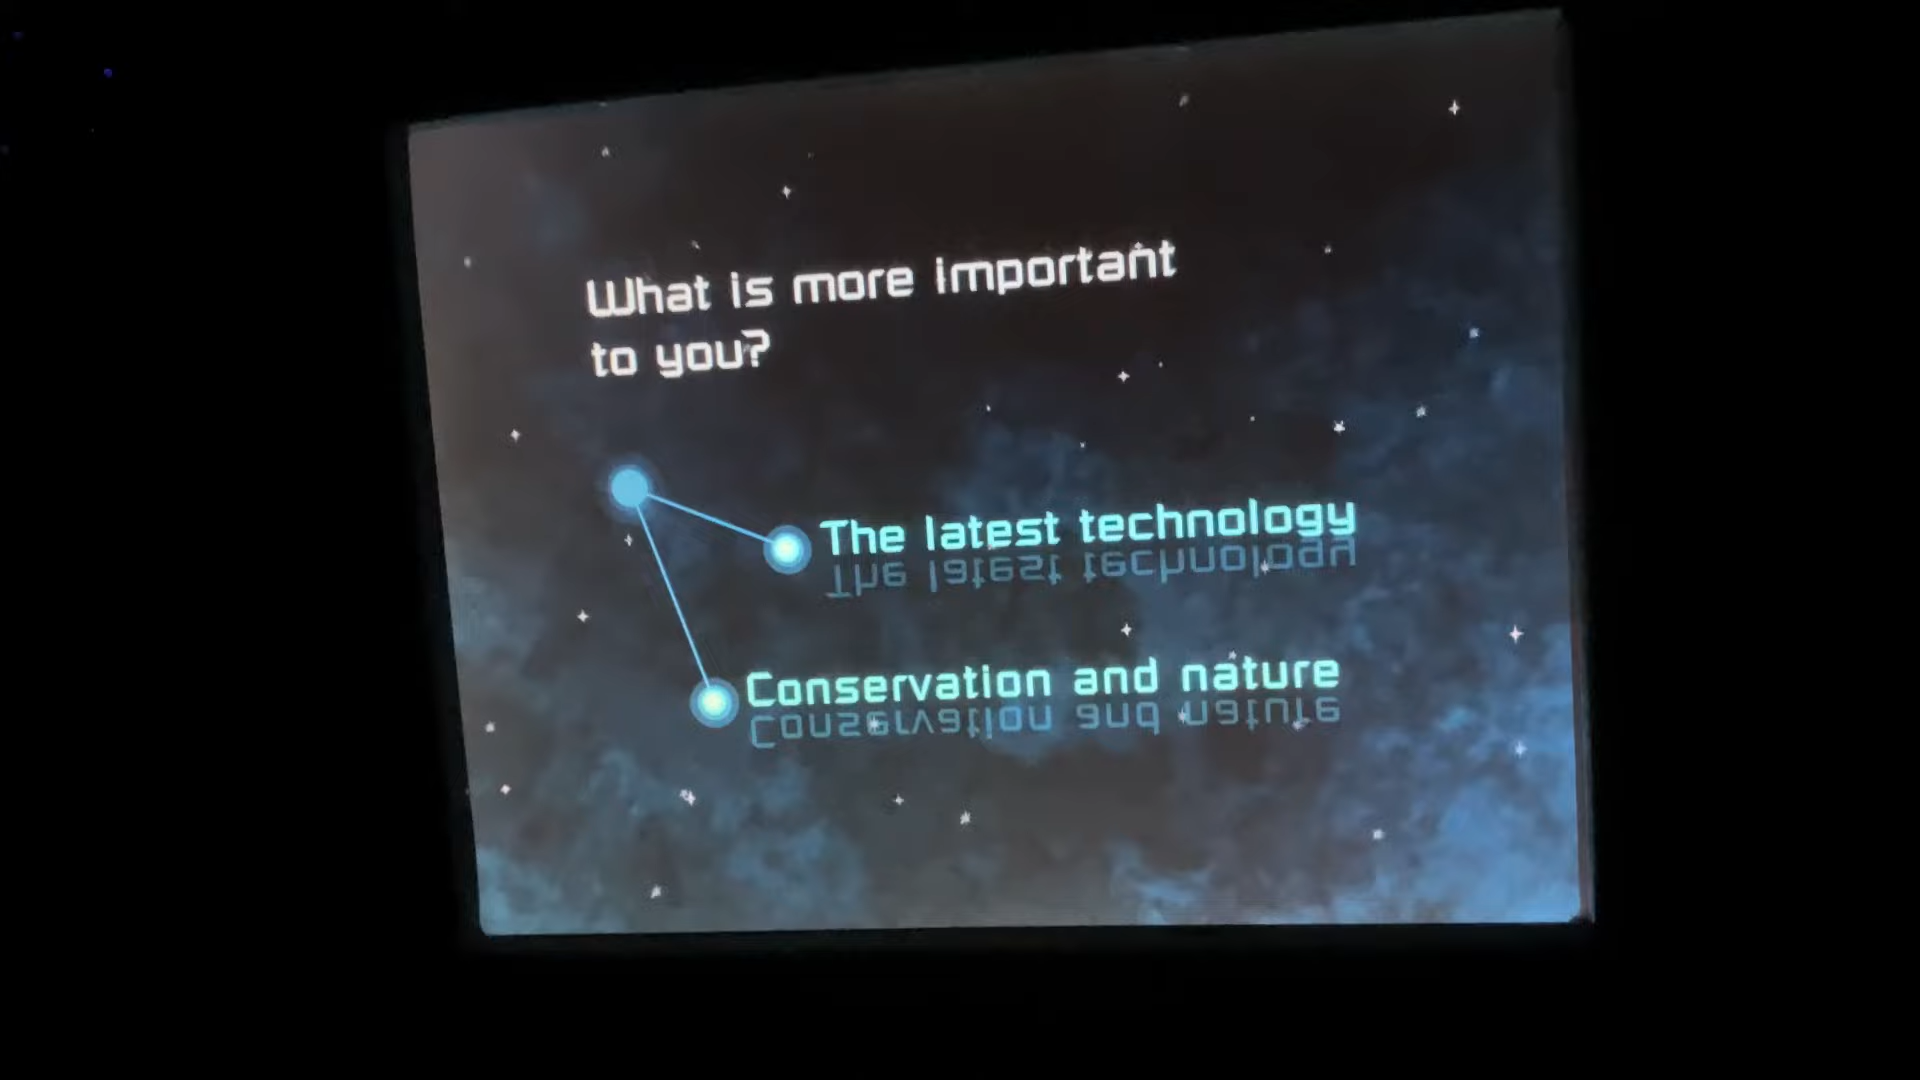 What is more important
to you?
The latest technology
Conservation and nature